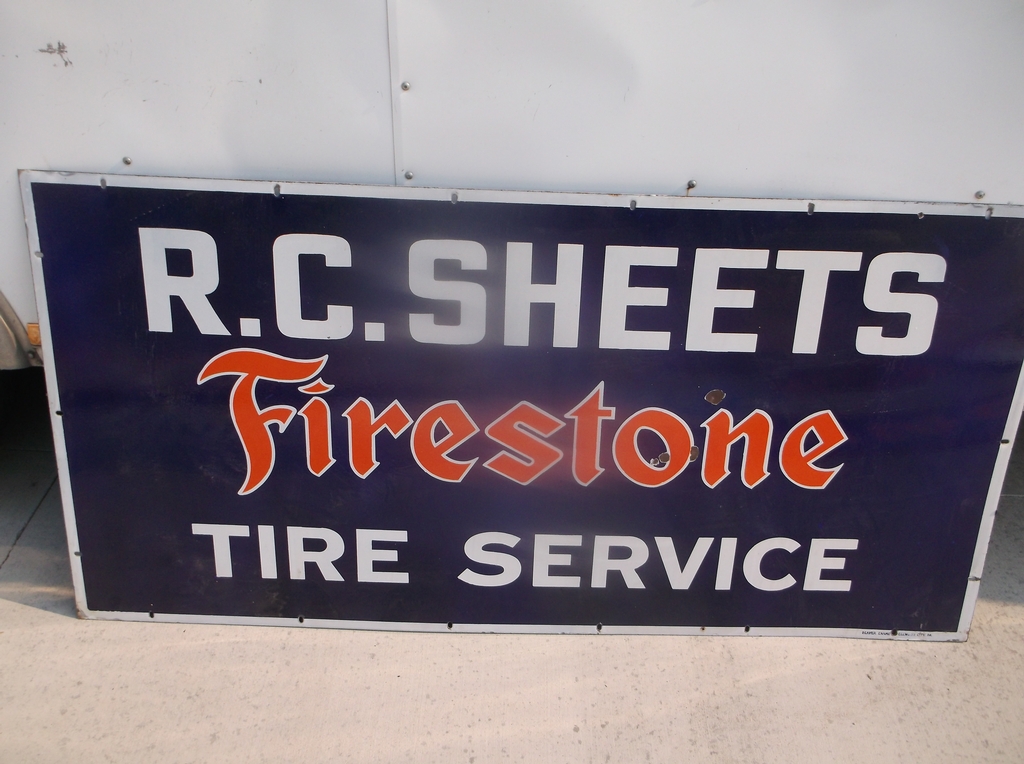 R.C. SHEETS
Firestone
TIRE SERVICE